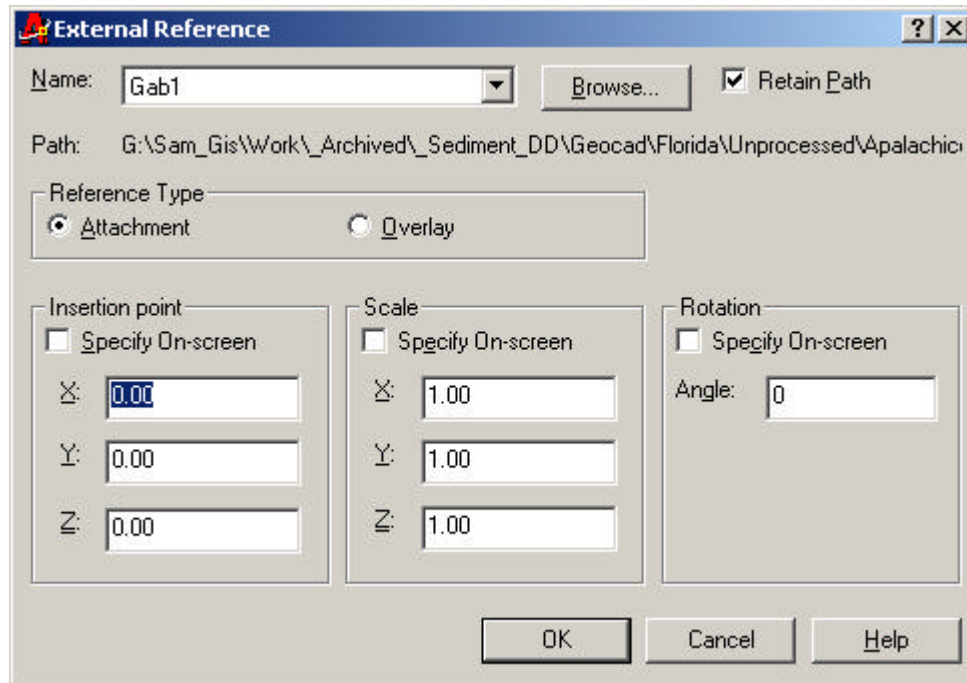 External Reference
Name: Gab1 Browse... Retain Path
Path: G:\Sam_Gis\Work\_Archived\_Sediment_DD\Geocad\Florida\Unprocessed\Apalachic
Reference Type
Attachment Overlay
Insertion point Scale Rotation
Specify On-screen Specify On-screen Specify On-screen
X: 0.00 X: 1.00 Angle: 0
Y: 0.00 Y: 1.00
Z: 0.00 Z: 1.00
OK Cancel Help